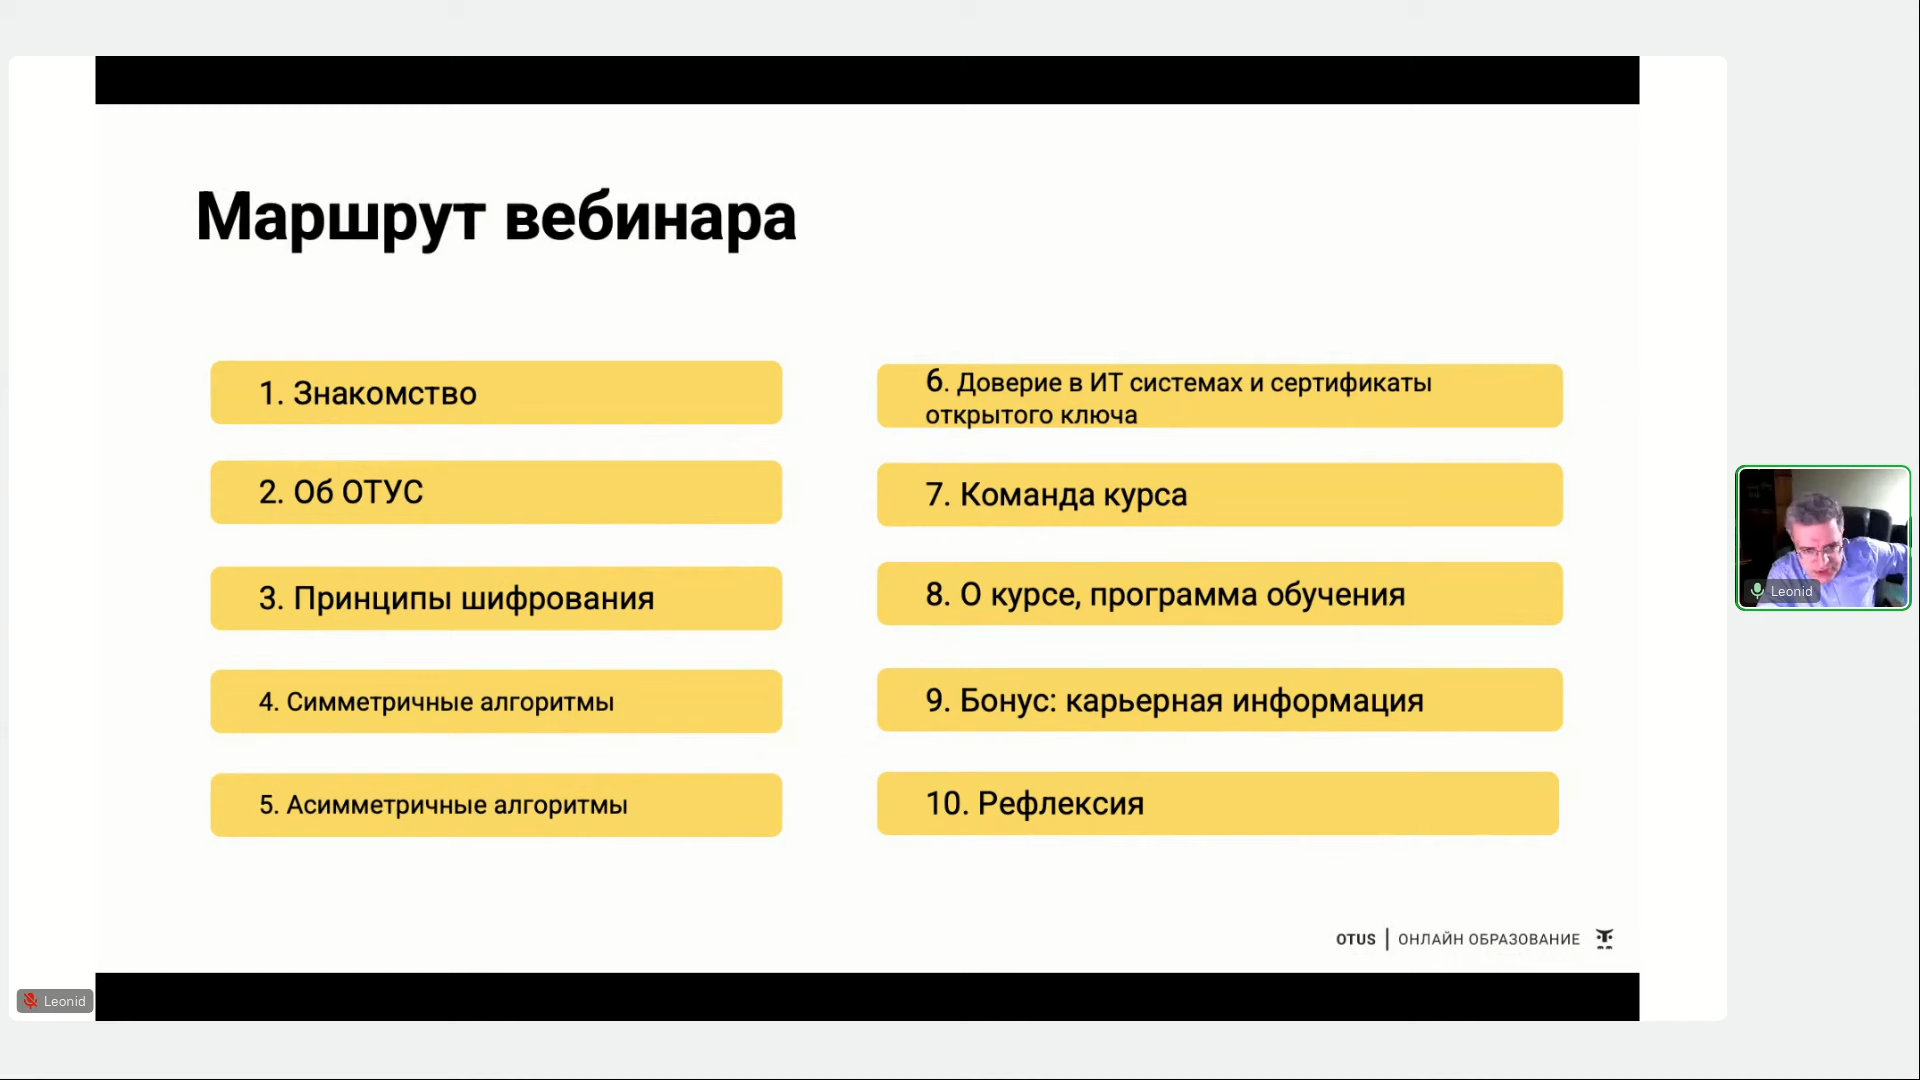 Маршрут вебинара
1. Знакомство
2. Об ОТУС
3. Принципы шифрования
4. Симметричные алгоритмы
5. Асимметричные алгоритмы
6. Доверие в ИТ системах и сертификаты
открытого ключа
7. Команда курса
8. О курсе, программа обучения
9. Бонус: карьерная информация
10. Рефлексия
OTUS | ОНЛАЙН ОБРАЗОВАНИЕ
Leonid
Leonid